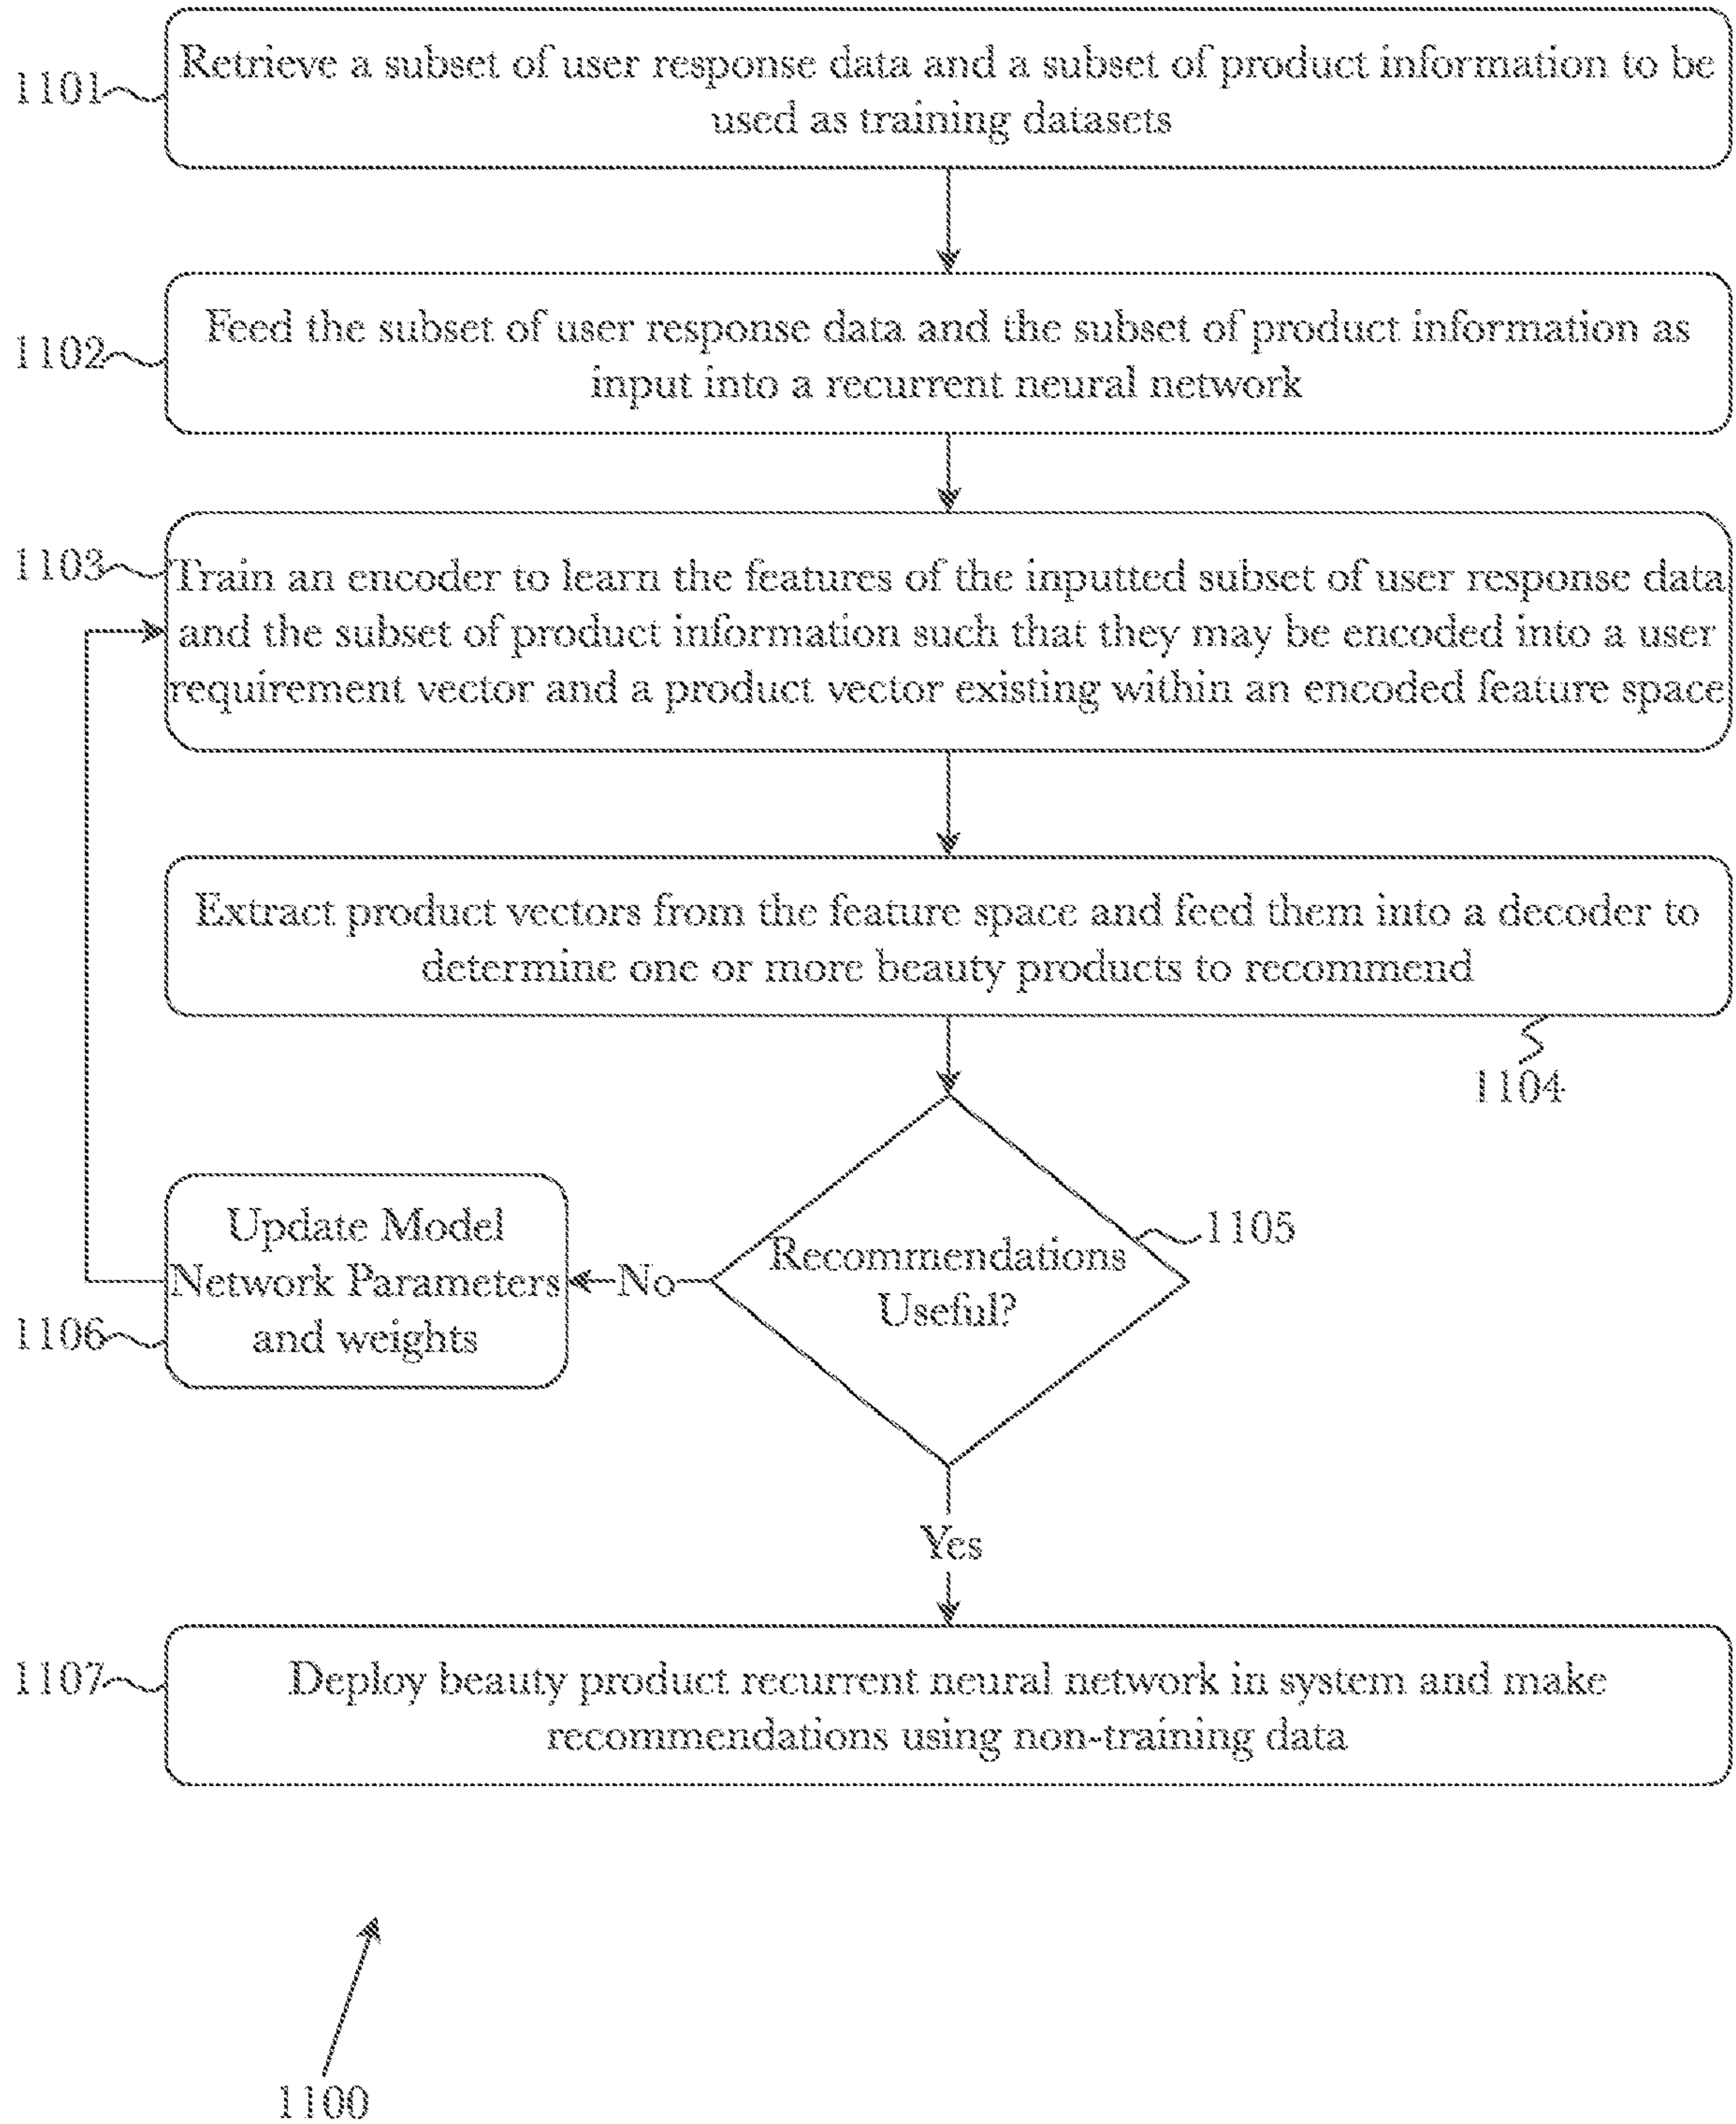 1101
Retrieve a subset of user response data and a subset of product information to be
used as training datasets
1102
Feed the subset of user response data and the subset of product information as
input into a recurrent neural network
1103
Train an encoder to learn the features of the inputted subset of user response data
and the subset of product information such that they may be encoded into a user
requirement vector and a product vector existing within an encoded feature space
Extract product vectors from the feature space and feed them into a decoder to
determine one or more beauty products to recommend
1104
1105
Recommendations
Useful?
No
Update Model
Network Parameters
and weights
1106
Yes
1107
Deploy beauty product recurrent neural network in system and make
recommendations using non-training data
1100